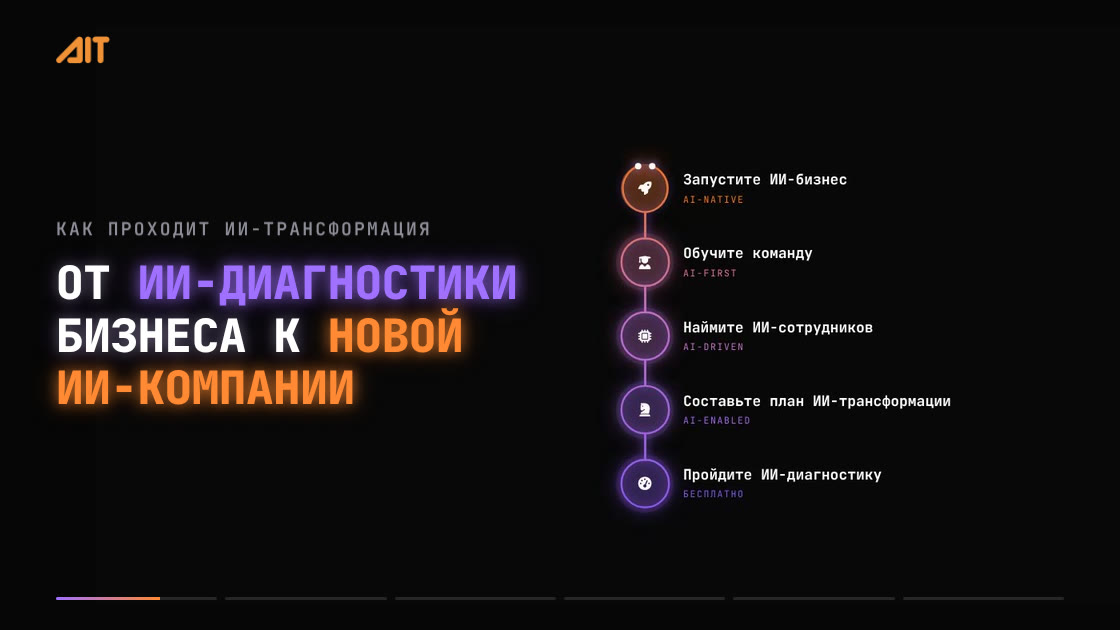 AIT
КАК ПРОХОДИТ ИИ-ТРАНСФОРМАЦИЯ
ОТ ИИ-ДИАГНОСТИКИ
БИЗНЕСА К НОВОЙ
ИИ-КОМПАНИИ
Запустите ИИ-бизнес
AI-NATIVE
Обучите команду
AI-FIRST
Наймите ИИ-сотрудников
AI-DRIVEN
Составьте план ИИ-трансформации
AI-ENABLED
Пройдите ИИ-диагностику
БЕСПЛАТНО